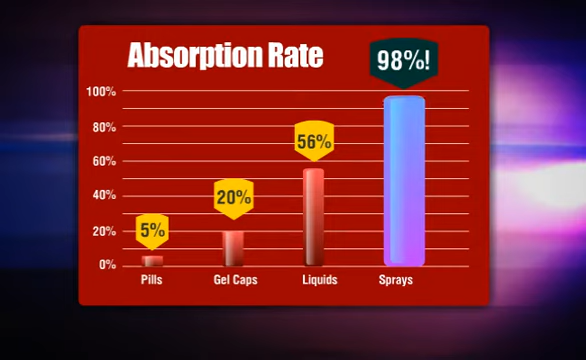 Absorption Rate
98%!
100%
80%
60%
40%
20%
0%
5%
20%
56%
Pills
Gel Caps
Liquids
Sprays